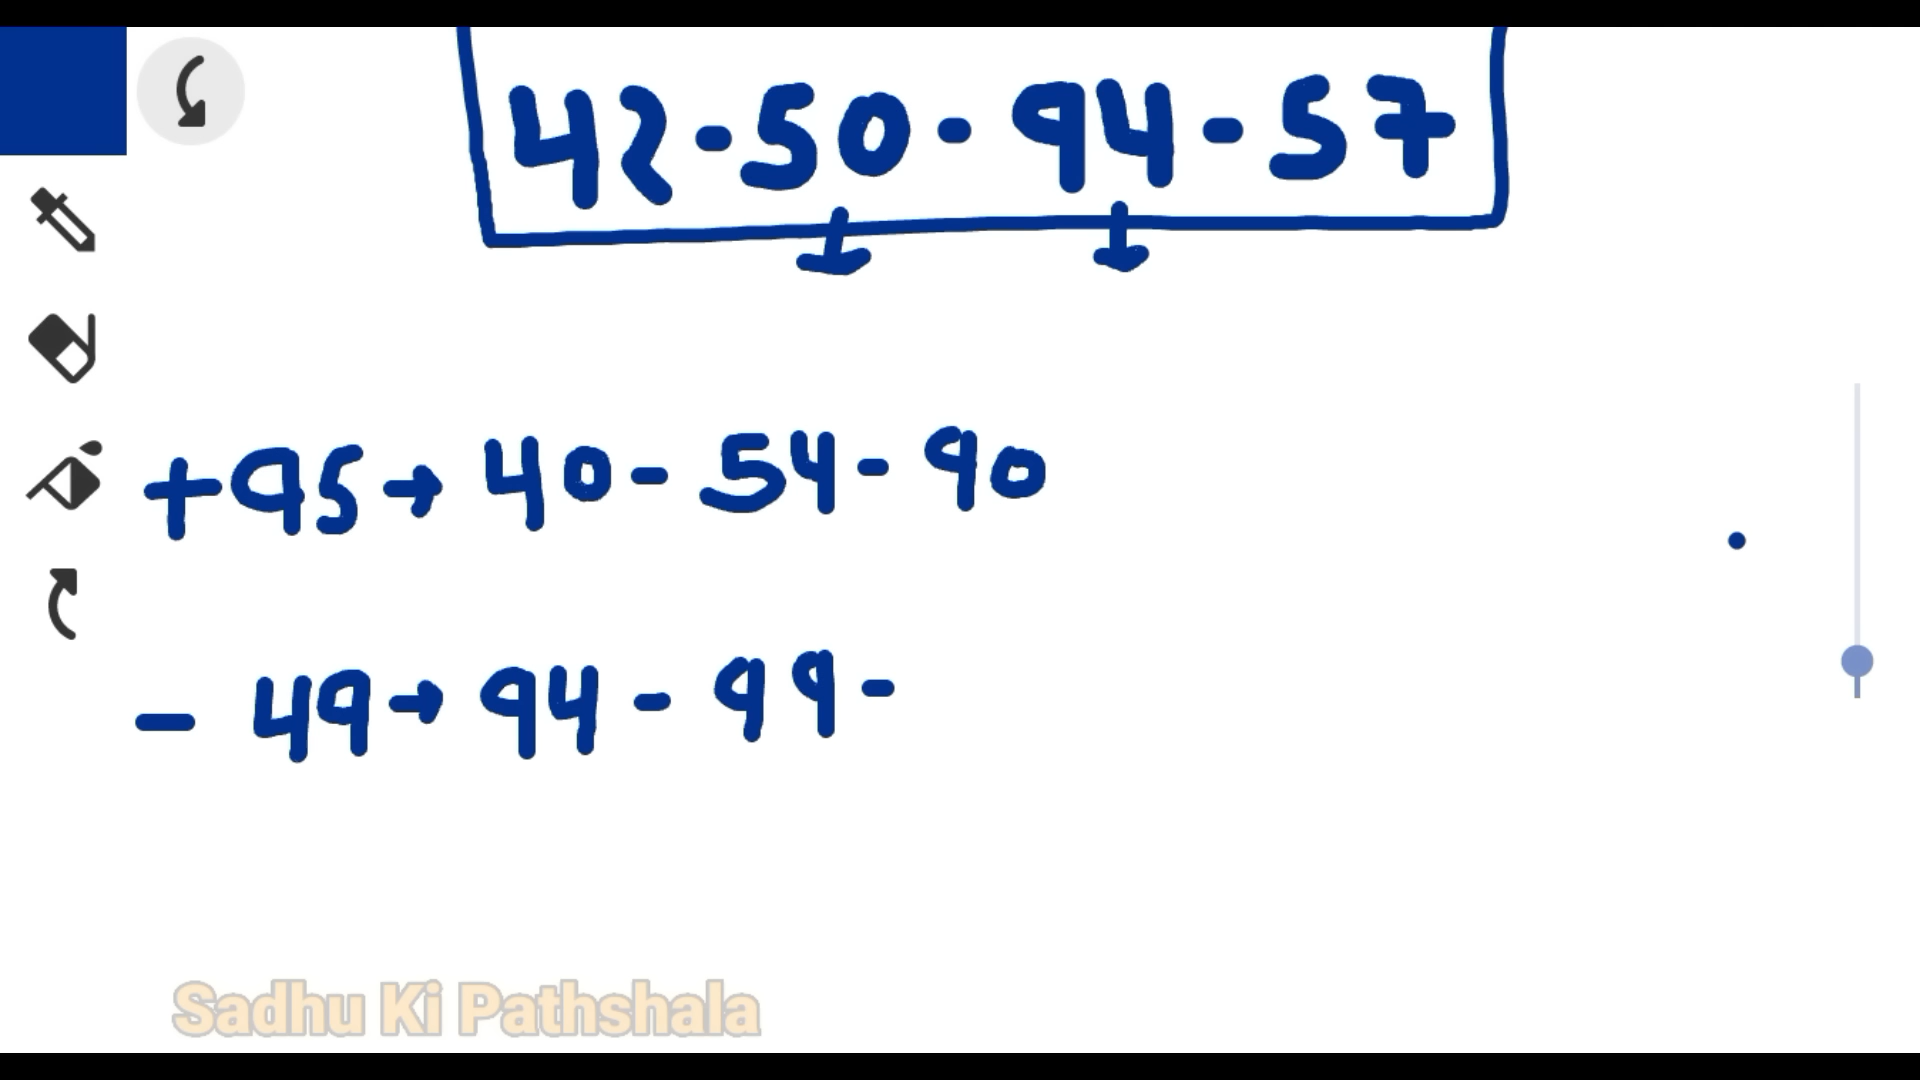 42 - 50 - 94 - 57
+95 → 40 - 54 - 90
- 49 → 94 - 99 -
Sadhu Ki Pathshala